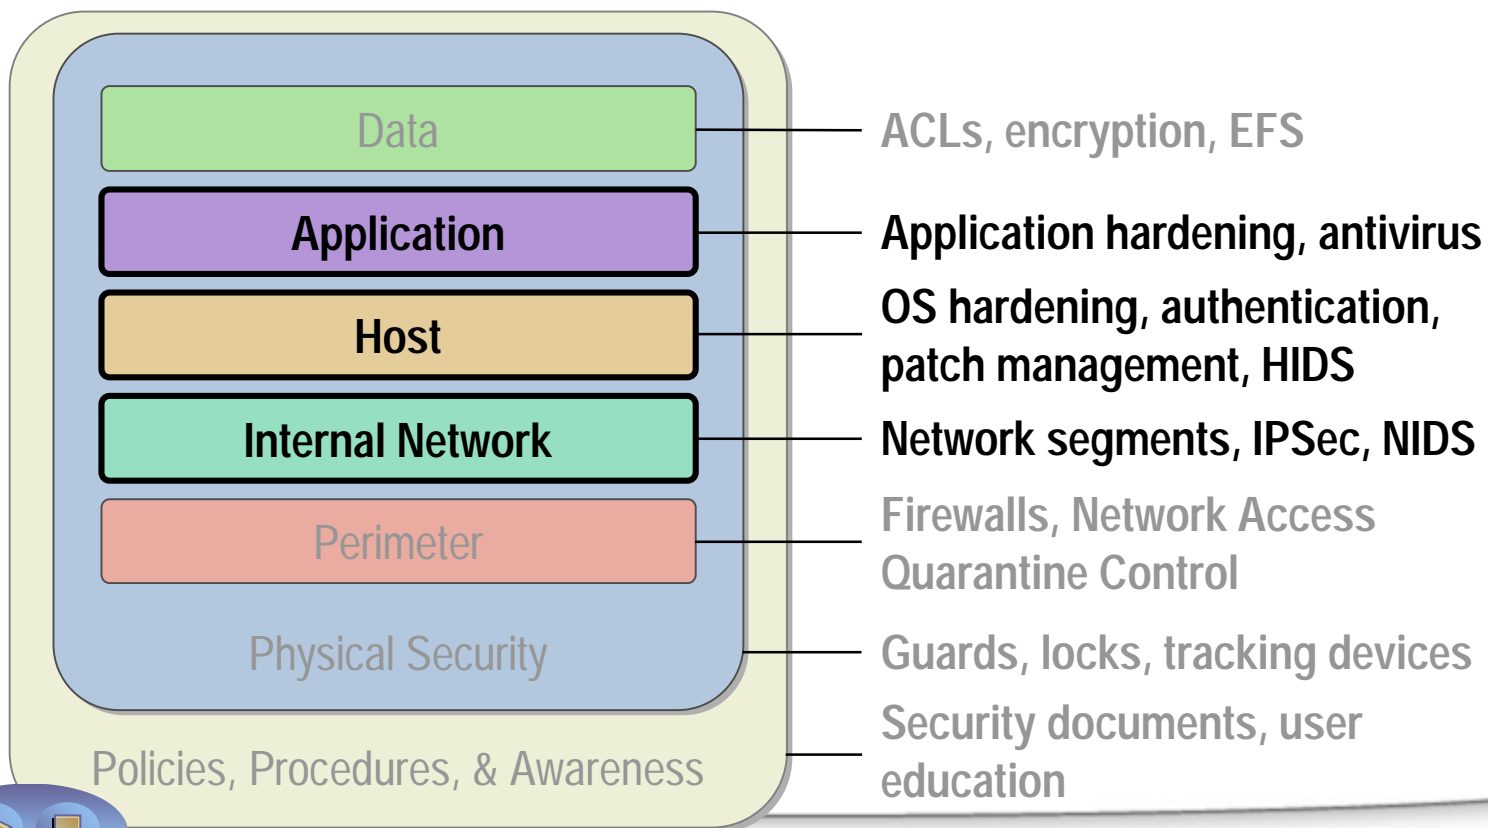 Data
ACLs, encryption, EFS
Application
Application hardening, antivirus
Host
OS hardening, authentication,
patch management, HIDS
Internal Network
Network segments, IPSec, NIDS
Perimeter
Firewalls, Network Access
Quarantine Control
Physical Security
Guards, locks, tracking devices
Policies, Procedures, & Awareness
Security documents, user
education